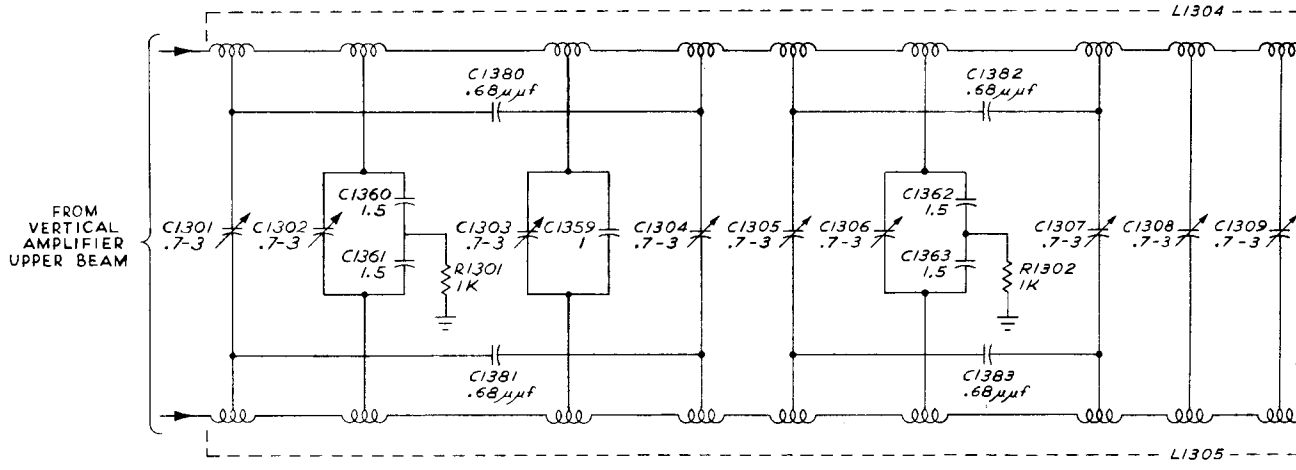 L1304
C1380
.68µµf
C1382
.68µµf
FROM
VERTICAL
AMPLIFIER
UPPER BEAM
C1301
.7-3
C1302
.7-3
C1360
1.5
C1361
1.5
R1301
1K
C1303
.7-3
C1359
1
C1304
.7-3
C1305
.7-3
C1306
.7-3
C1362
1.5
C1363
1.5
R1302
1K
C1307
.7-3
C1308
.7-3
C1309
.7-3
C1381
.68µµf
C1383
.68µµf
L1305